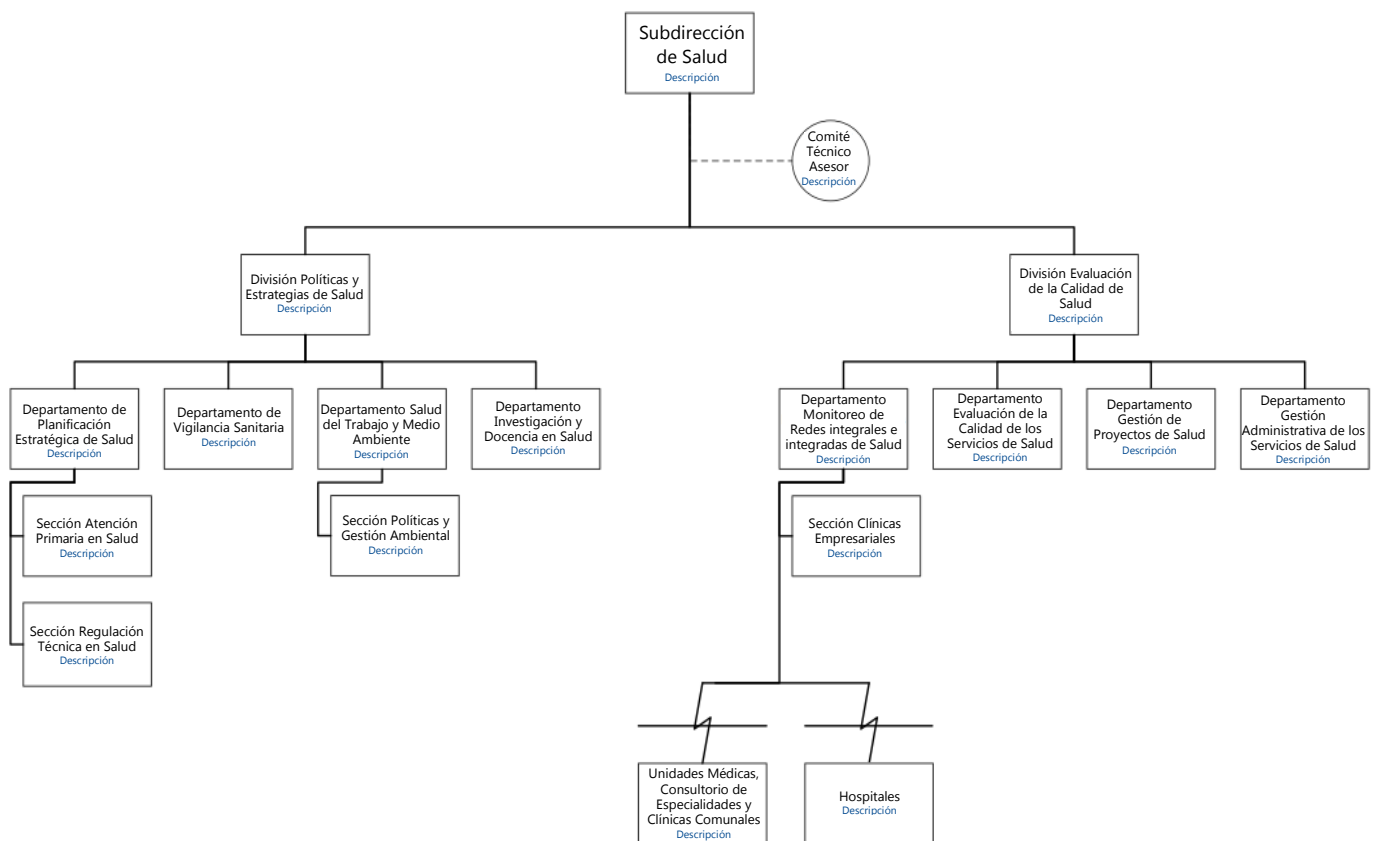 Subdirección
de Salud
Descripción
Comité
Técnico
Asesor
Descripción
División Políticas y
Estrategias de Salud
Descripción
División Evaluación
de la Calidad de
Salud
Descripción
Departamento de
Planificación
Estratégica de Salud
Descripción
Departamento de
Vigilancia Sanitaria
Descripción
Departamento Salud
del Trabajo y Medio
Ambiente
Descripción
Departamento
Investigación y
Docencia en Salud
Descripción
Departamento
Monitoreo de
Redes integrales e
integradas de Salud
Descripción
Departamento
Evaluación de la
Calidad de los
Servicios de Salud
Descripción
Departamento
Gestión de
Proyectos de Salud
Descripción
Departamento
Gestión
Administrativa de los
Servicios de Salud
Descripción
Sección Atención
Primaria en Salud
Descripción
Sección Políticas y
Gestión Ambiental
Descripción
Sección Clínicas
Empresariales
Descripción
Sección Regulación
Técnica en Salud
Descripción
Unidades Médicas,
Consultorio de
Especialidades y
Clínicas Comunales
Descripción
Hospitales
Descripción